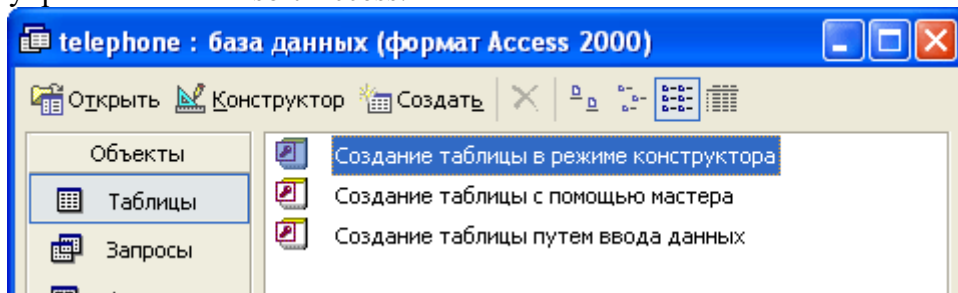 telephone : база данных (формат Access 2000)
Открыть Конструктор Создать
Объекты
Создание таблицы в режиме конструктора
Таблицы
Создание таблицы с помощью мастера
Запросы
Создание таблицы путем ввода данных